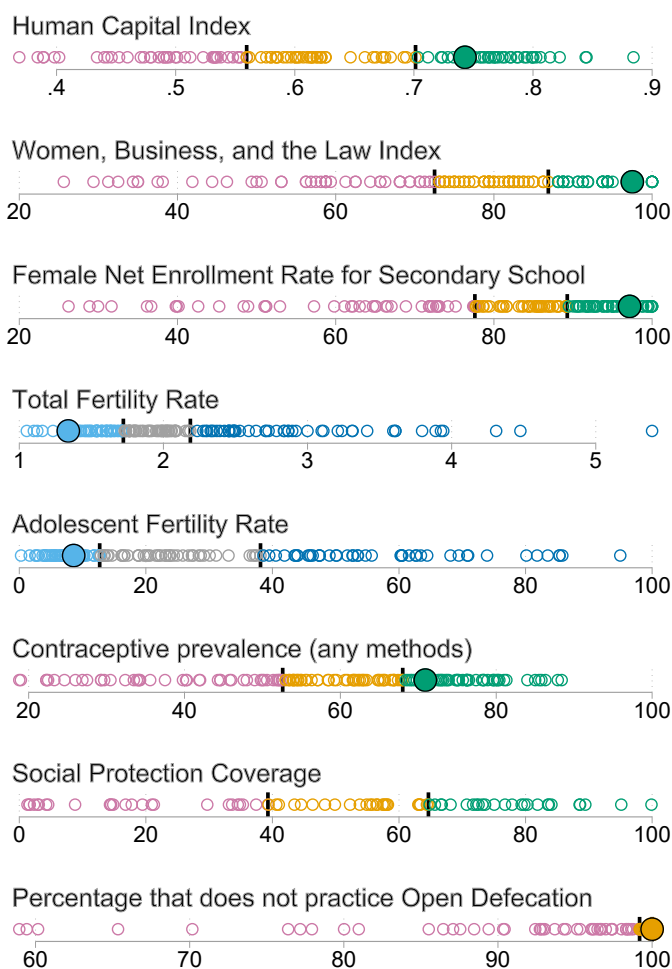 Human Capital Index
.4 .5 .6 .7 .8 .9
Women, Business, and the Law Index
20 40 60 80 100
Female Net Enrollment Rate for Secondary School
20 40 60 80 100
Total Fertility Rate
1 2 3 4 5
Adolescent Fertility Rate
0 20 40 60 80 100
Contraceptive prevalence (any methods)
20 40 60 80 100
Social Protection Coverage
0 20 40 60 80 100
Percentage that does not practice Open Defecation
60 70 80 90 100